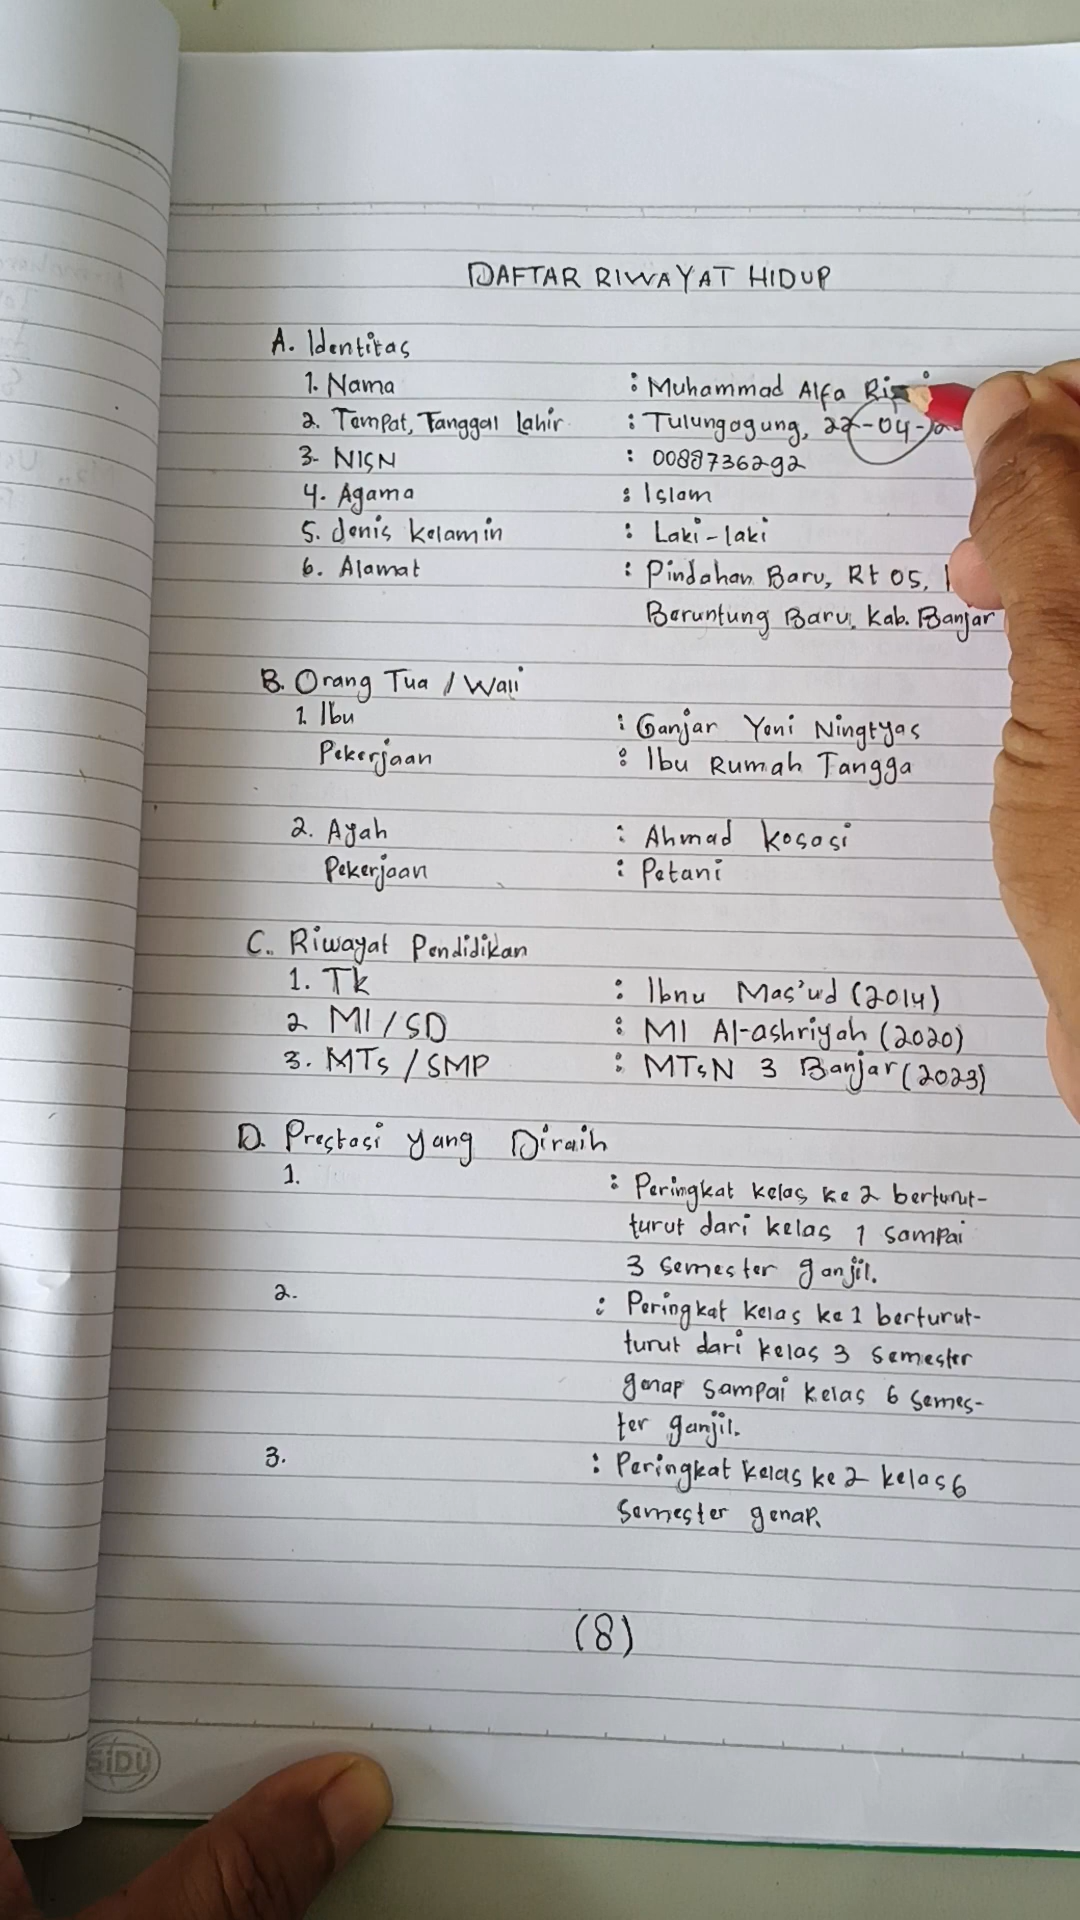 DAFTAR RIWAYAT HIDUP
A. Identitas
1. Nama : Muhammad Alfa
2. Tempat, Tanggal Lahir : Tulungagung, 22-04-
3. NISN : 0088736292
4. Agama : Islam
5. Jenis kelamin : Laki-laki
6. Alamat : Pindahan Baru, Rt 05,
Beruntung Baru, Kab. Banjar
B. Orang Tua / Wali
1. Ibu : Ganjar Yeni Ningtyas
Pekerjaan : Ibu Rumah Tangga
2. Ayah : Ahmad Kosasi
Pekerjaan : Petani
C. Riwayat Pendidikan
1. Tk : Ibnu Mas'ud (2014)
2 MI / SD : MI Al-ashriyah (2020)
3. MTs / SMP : MTsN 3 Banjar (2023)
D. Prestasi yang Diraih
1. : Peringkat kelas ke 2 berturut-
turut dari kelas 1 sampai
3 semester ganjil.
2. : Peringkat kelas ke 1 berturut-
turut dari kelas 3 semester
genap sampai kelas 6 semes-
ter ganjil.
3. : Peringkat kelas ke 2 kelas 6
semester genap.
(8)
SiDU